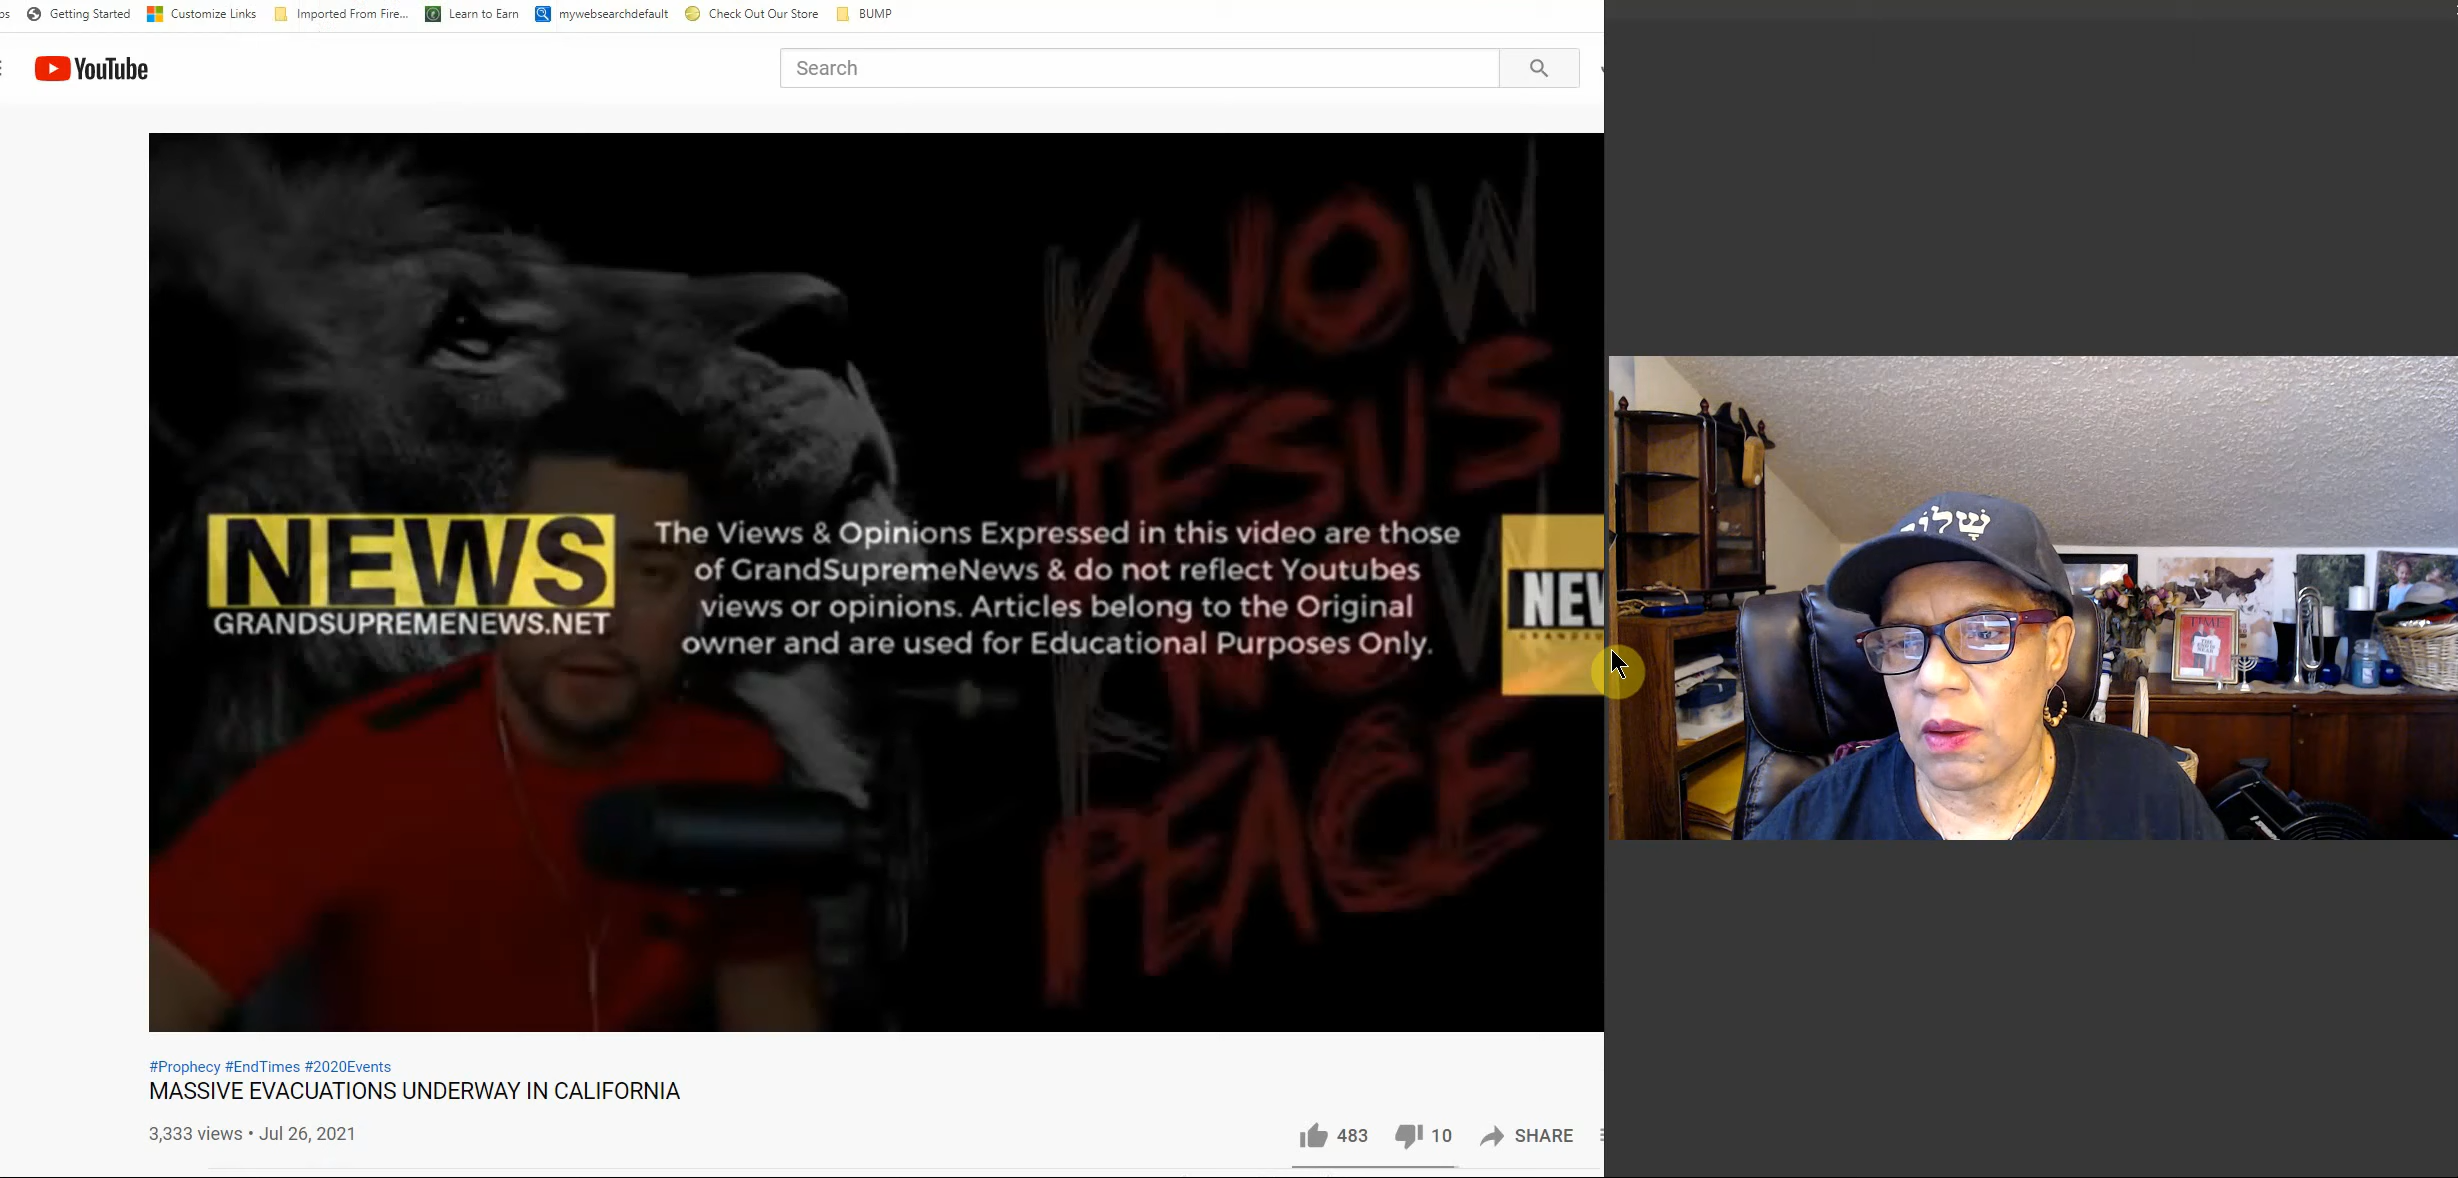 Getting Started
Customize Links
Imported From Fire...
Learn to Earn
mywebsearchdefault
Check Out Our Store
BUMP
YouTube
Search
KNOW
JESUS
KNOW
PEACE
NEWS
GRANDSUPREMENEWS.NET
The Views & Opinions Expressed in this video are those
of GrandSupremeNews & do not reflect Youtubes
views or opinions. Articles belong to the Original
owner and are used for Educational Purposes Only.
שָׁלוֹ
TIME
#Prophecy #EndTimes #2020Events
MASSIVE EVACUATIONS UNDERWAY IN CALIFORNIA
3,333 views • Jul 26, 2021
483
10
SHARE